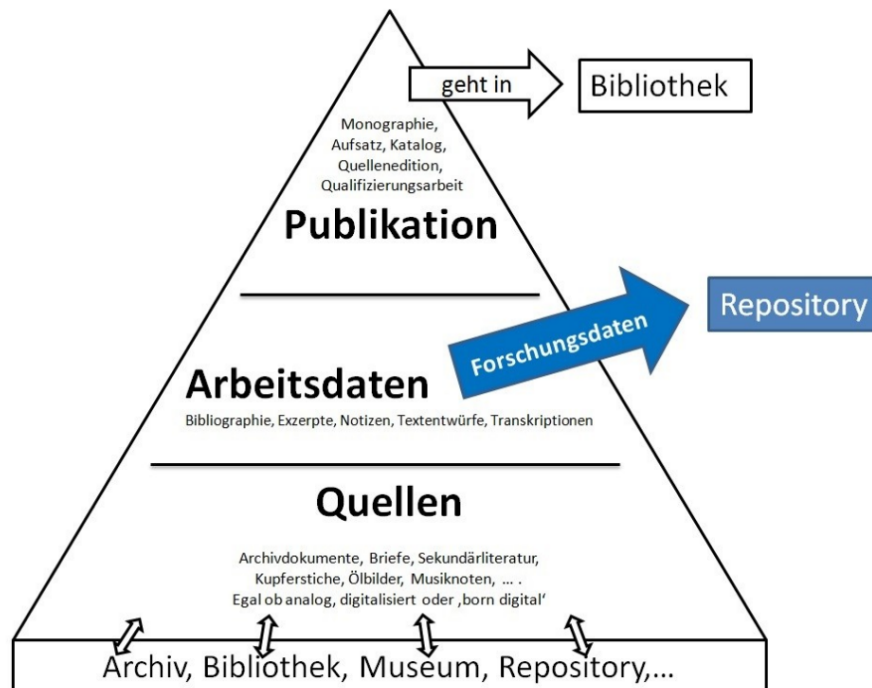 geht in
Bibliothek
Monographie,
Aufsatz, Katalog,
Quellenedition,
Qualifizierungsarbeit
Publikation
Repository
Forschungsdaten
Arbeitsdaten
Bibliographie, Exzerpte, Notizen, Textentwürfe, Transkriptionen
Quellen
Archivdokumente, Briefe, Sekundärliteratur,
Kupferstiche, Ölbilder, Musiknoten, ... .
Egal ob analog, digitalisiert oder ‚born digital‘
Archiv, Bibliothek, Museum, Repository,...